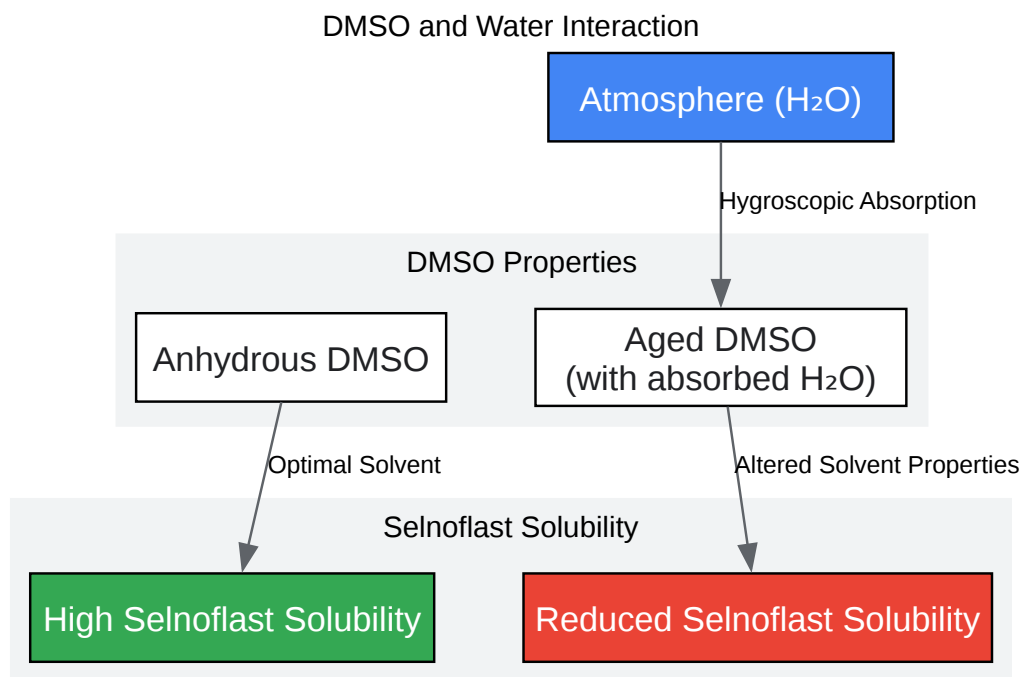 DMSO and Water Interaction
Atmosphere (H₂O)
Hygroscopic Absorption
DMSO Properties
Anhydrous DMSO
Aged DMSO
(with absorbed H₂O)
Optimal Solvent
Altered Solvent Properties
Selnoflast Solubility
High Selnoflast Solubility
Reduced Selnoflast Solubility